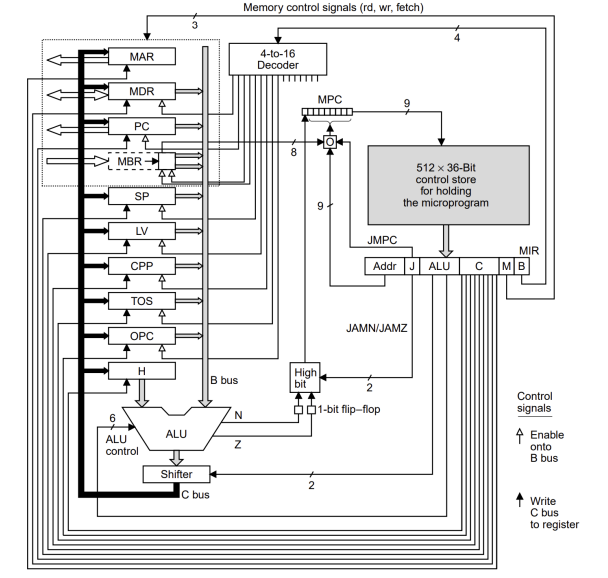 Memory control signals (rd, wr, fetch)
3
4
MAR
MDR
PC
MBR
SP
LV
CPP
TOS
OPC
H
4-to-16
Decoder
MPC
9
8
O
9
512 × 36-Bit
control store
for holding
the microprogram
JMPC
MIR
Addr J ALU C M B
JAMN/JAMZ
High
bit
2
B bus
1-bit flip–flop
N
Z
6
ALU
control
ALU
Shifter
2
C bus
Control
signals
Enable
onto
B bus
Write
C bus
to register